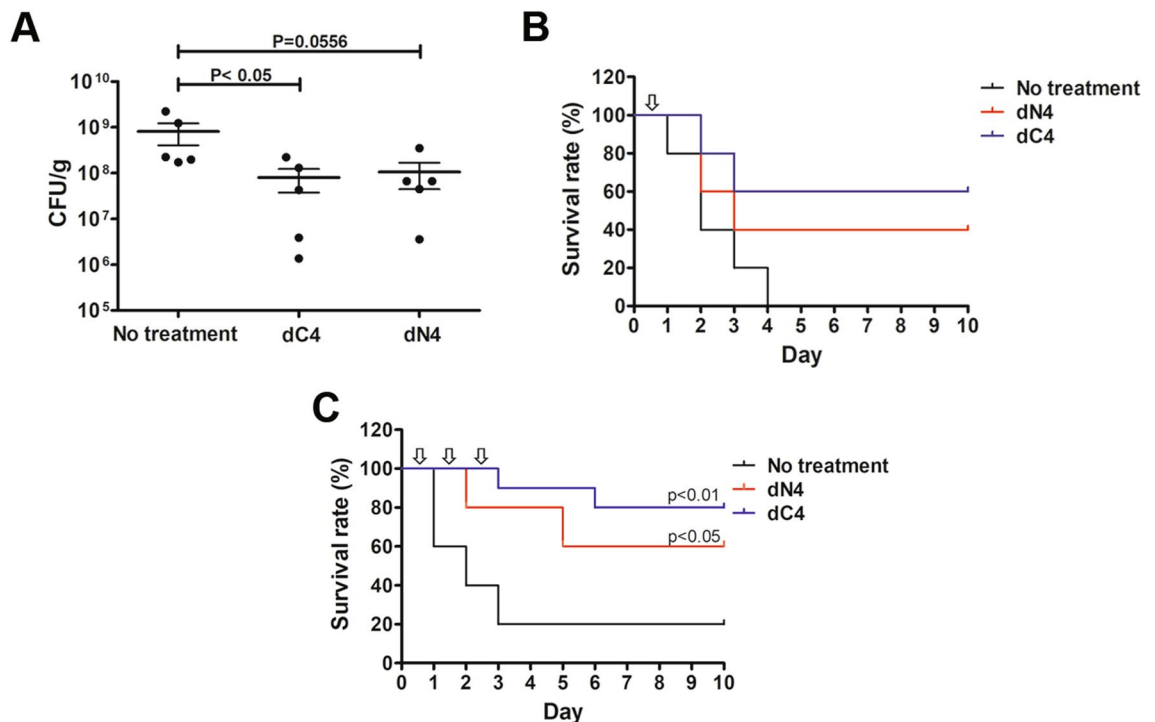 A
P=0.0556
P< 0.05
CFU/g
10^10
10^9
10^8
10^7
10^6
10^5
No treatment dC4 dN4
B
Survival rate (%)
120
100
80
60
40
20
0
0 1 2 3 4 5 6 7 8 9 10
Day
No treatment
dN4
dC4
C
Survival rate (%)
120
100
80
60
40
20
0
0 1 2 3 4 5 6 7 8 9 10
Day
p<0.01
p<0.05
No treatment
dN4
dC4